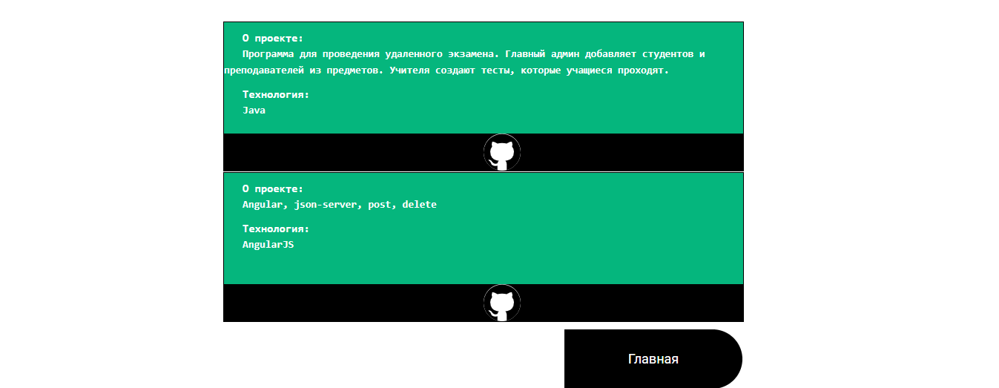 О проекте:
Программа для проведения удаленного экзамена. Главный админ добавляет студентов и
преподавателей из предметов. Учителя создают тесты, которые учащиеся проходят.
Технология:
Java
О проекте:
Angular, json-server, post, delete
Технология:
AngularJS
Главная